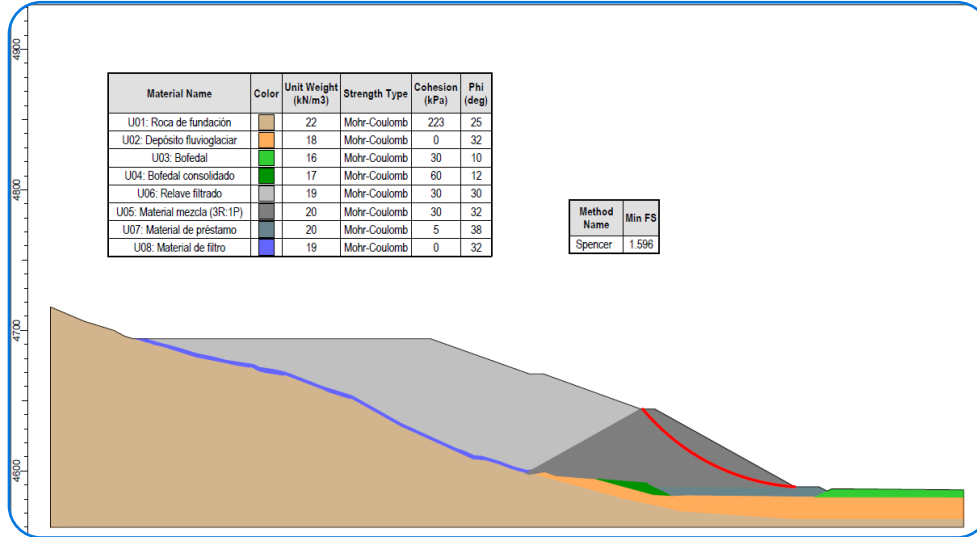 4900
Material Name Color Unit Weight (kN/m3) Strength Type Cohesion (kPa) Phi (deg)
U01: Roca de fundación 22 Mohr-Coulomb 223 25
U02: Depósito fluvioglaciar 18 Mohr-Coulomb 0 32
U03: Bofedal 16 Mohr-Coulomb 30 10
U04: Bofedal consolidado 17 Mohr-Coulomb 60 12
U06: Relave filtrado 19 Mohr-Coulomb 30 30
U05: Material mezcla (3R:1P) 20 Mohr-Coulomb 30 32
U07: Material de préstamo 20 Mohr-Coulomb 5 38
U08: Material de filtro 19 Mohr-Coulomb 0 32
4800
Method Name Min FS
Spencer 1.596
4700
4600